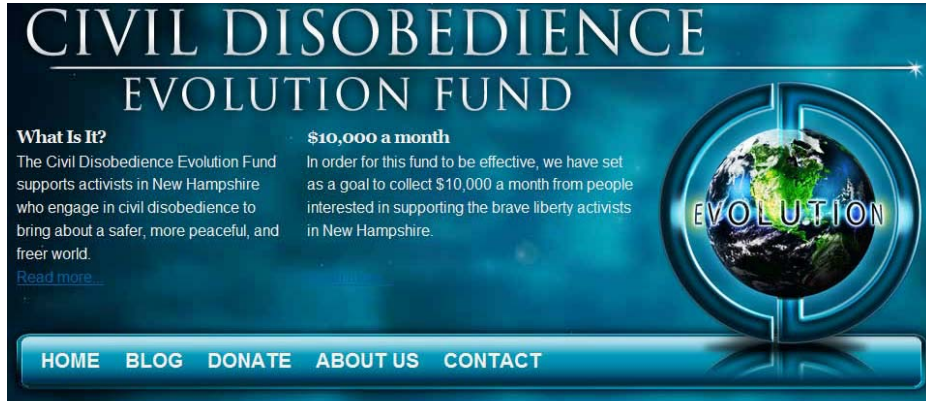 CIVIL DISOBEDIENCE
EVOLUTION FUND
What Is It?
The Civil Disobedience Evolution Fund
supports activists in New Hampshire
who engage in civil disobedience to
bring about a safer, more peaceful, and
freer world.
Read more...
$10,000 a month
In order for this fund to be effective, we have set
as a goal to collect $10,000 a month from people
interested in supporting the brave liberty activists
in New Hampshire.
EVOLUTION
HOME BLOG DONATE ABOUT US CONTACT